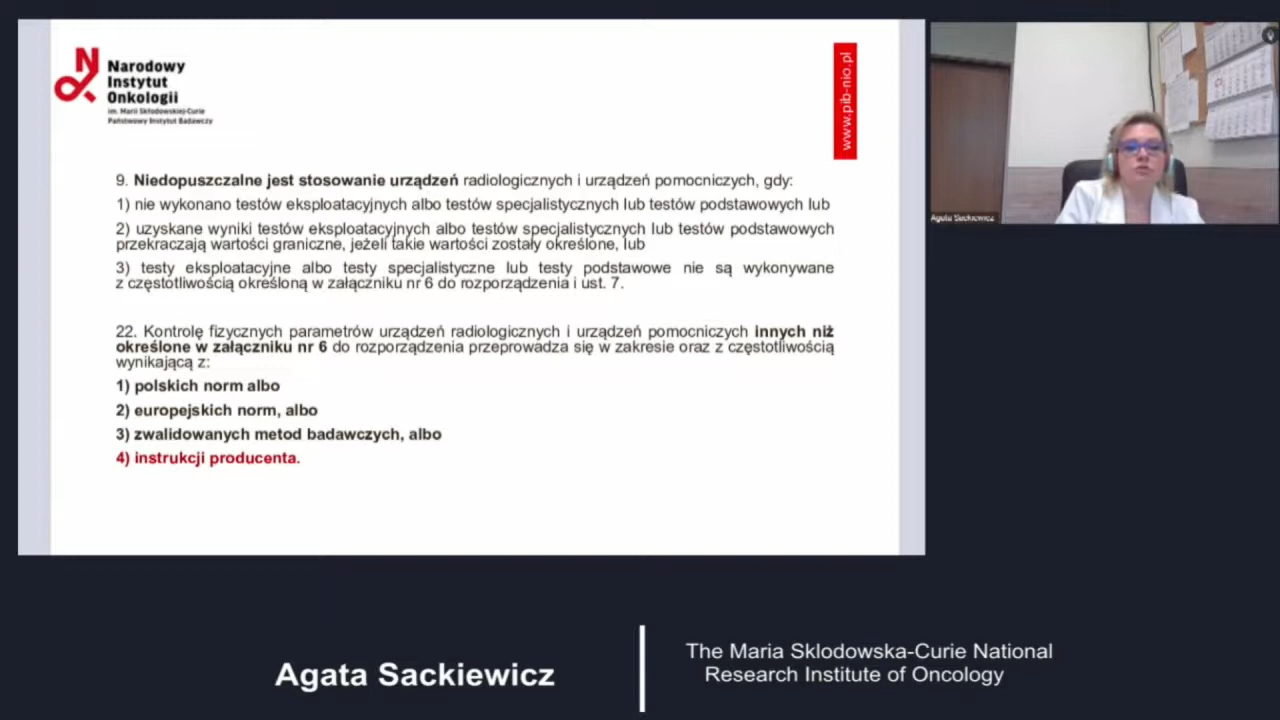 Narodowy
Instytut
Onkologii
im. Marii Skłodowskiej-Curie
Państwowy Instytut Badawczy
www.pib-nio.pl
9. Niedopuszczalne jest stosowanie urządzeń radiologicznych i urządzeń pomocniczych, gdy:
1) nie wykonano testów eksploatacyjnych albo testów specjalistycznych lub testów podstawowych lub
2) uzyskane wyniki testów eksploatacyjnych albo testów specjalistycznych lub testów podstawowych
przekraczają wartości graniczne, jeżeli takie wartości zostały określone, lub
3) testy eksploatacyjne albo testy specjalistyczne lub testy podstawowe nie są wykonywane
z częstotliwością określoną w załączniku nr 6 do rozporządzenia i ust. 7.
22. Kontrolę fizycznych parametrów urządzeń radiologicznych i urządzeń pomocniczych innych niż
określone w załączniku nr 6 do rozporządzenia przeprowadza się w zakresie oraz z częstotliwością
wynikającą z:
1) polskich norm albo
2) europejskich norm, albo
3) zwalidowanych metod badawczych, albo
4) instrukcji producenta.
Agata Sackiewicz
Agata Sackiewicz
The Maria Sklodowska-Curie National
Research Institute of Oncology